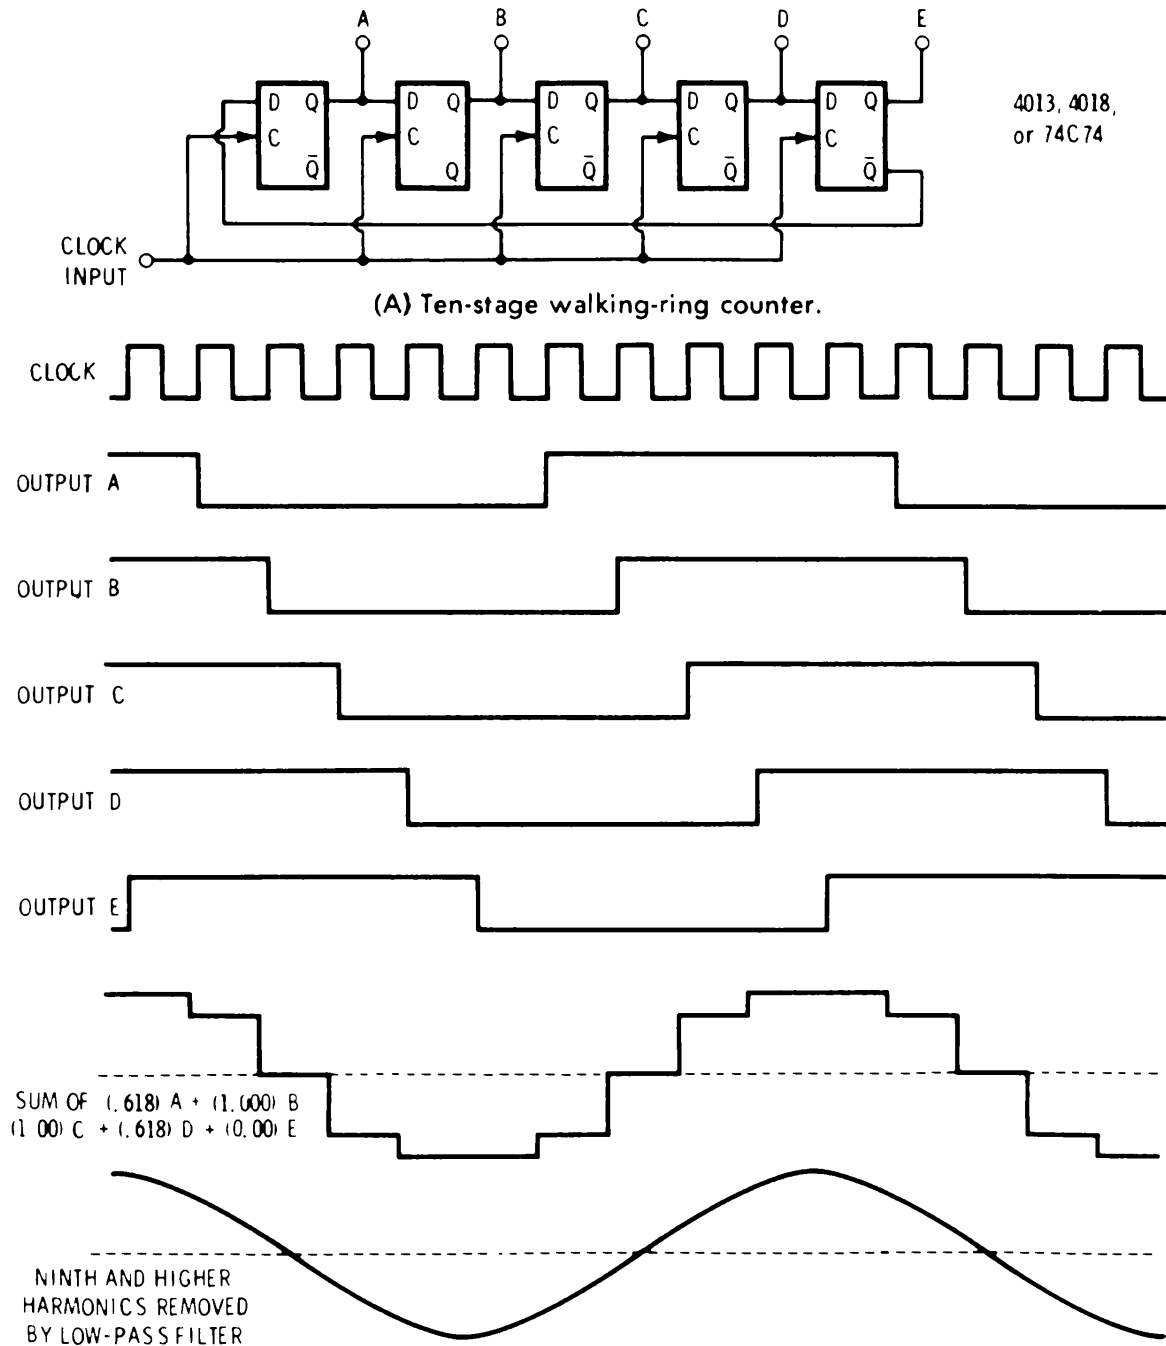 A B C D E
D Q D Q D Q D Q D Q
C C C C C
Q̅ Q Q̅ Q̅ Q̅
4013, 4018,
or 74C74
CLOCK
INPUT
(A) Ten-stage walking-ring counter.
CLOCK
OUTPUT A
OUTPUT B
OUTPUT C
OUTPUT D
OUTPUT E
SUM OF (.618) A + (1.000) B
(1 00) C + (.618) D + (0.00) E
NINTH AND HIGHER
HARMONICS REMOVED
BY LOW-PASS FILTER